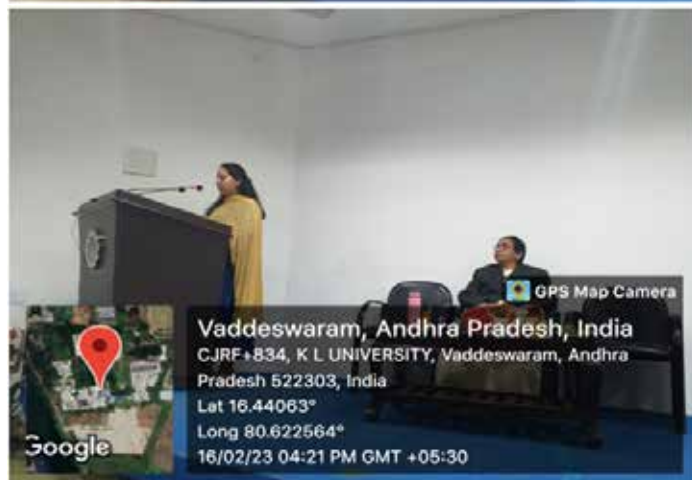 GPS Map Camera
Vaddeswaram, Andhra Pradesh, India
CJRF+834, K L UNIVERSITY, Vaddeswaram, Andhra
Pradesh 522303, India
Lat 16.44063°
Long 80.622564°
16/02/23 04:21 PM GMT +05:30
Google